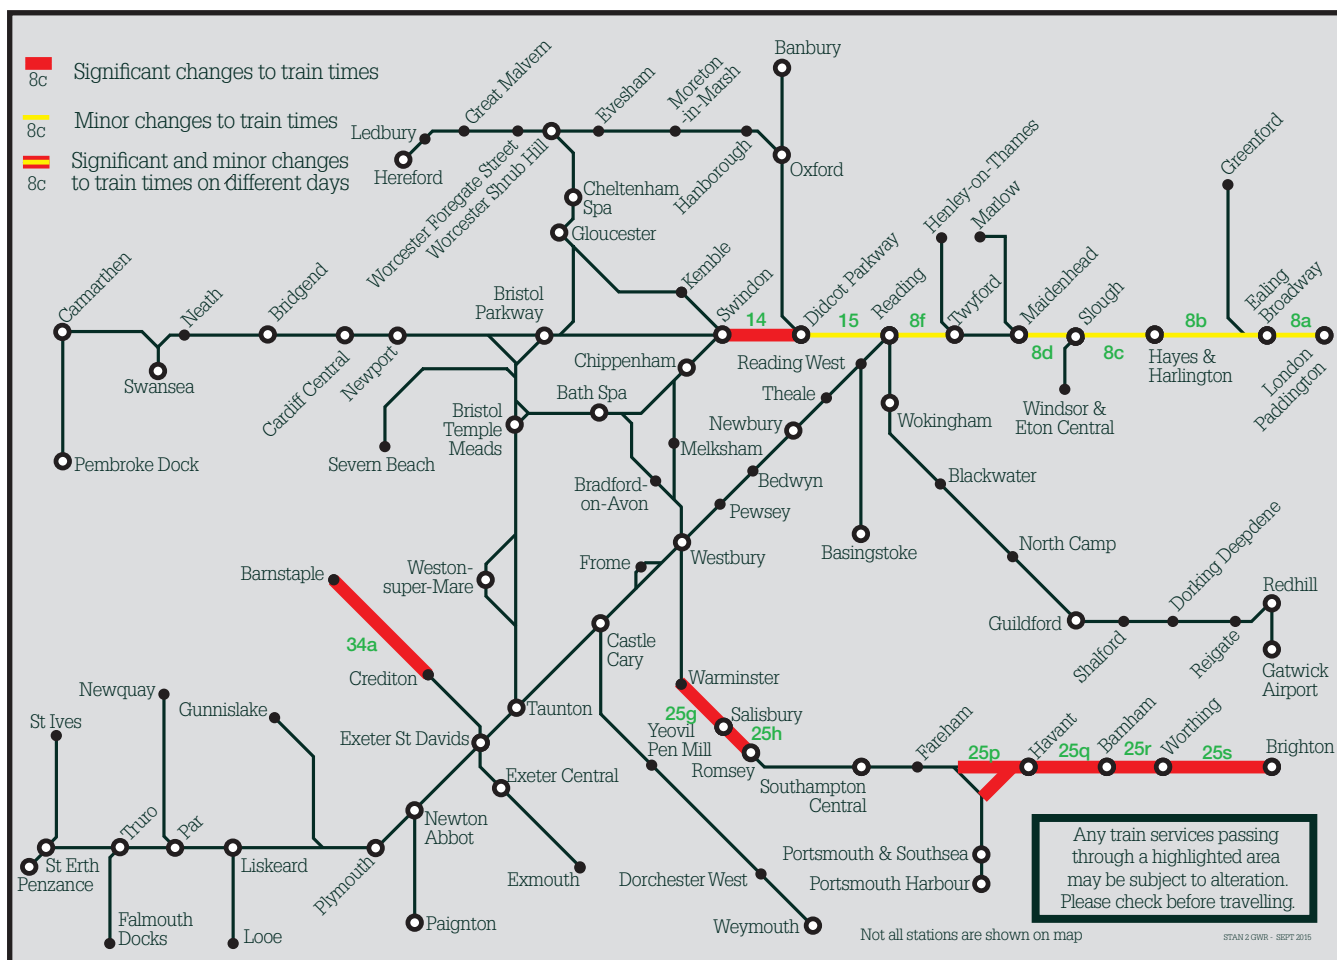 8c
Significant changes to train times
8c
Minor changes to train times
8c
Significant and minor changes
to train times on different days
Banbury
Great Malvern
Evesham
Moreton
-in-Marsh
Ledbury
Hereford
Worcester Foregate Street
Worcester Shrub Hill
Hanborough
Oxford
Henley-on-Thames
Marlow
Greenford
Cheltenham
Spa
Gloucester
Kemble
Carmarthen
Neath
Bridgend
Bristol
Parkway
Swindon
14
Didcot Parkway
15
Reading
8f
Twyford
Maidenhead
8d
Slough
8c
8b
Ealing
Broadway
8a
Swansea
Cardiff Central
Newport
Chippenham
Reading West
Hayes &
Harlington
London
Paddington
Theale
Windsor &
Eton Central
Bath Spa
Bristol
Temple
Meads
Newbury
Wokingham
Pembroke Dock
Severn Beach
Melksham
Bradford-
on-Avon
Bedwyn
Pewsey
Blackwater
Basingstoke
Westbury
North Camp
Dorking Deepdene
Barnstaple
Weston-
super-Mare
Frome
Redhill
Guildford
Shalford
Reigate
Gatwick
Airport
34a
Crediton
Castle
Cary
Warminster
Newquay
Gunnislake
St Ives
Taunton
25g
Salisbury
Yeovil
Pen Mill
25h
Romsey
Exeter St Davids
Exeter Central
Southampton
Central
Fareham
25p
Havant
25q
Barnham
25r
Worthing
25s
Brighton
Newton
Abbot
Truro
Par
St Erth
Penzance
Liskeard
Plymouth
Exmouth
Dorchester West
Portsmouth & Southsea
Portsmouth Harbour
Falmouth
Docks
Looe
Paignton
Weymouth
Any train services passing
through a highlighted area
may be subject to alteration.
Please check before travelling.
Not all stations are shown on map
STAN 2 GWR - SEPT 2015